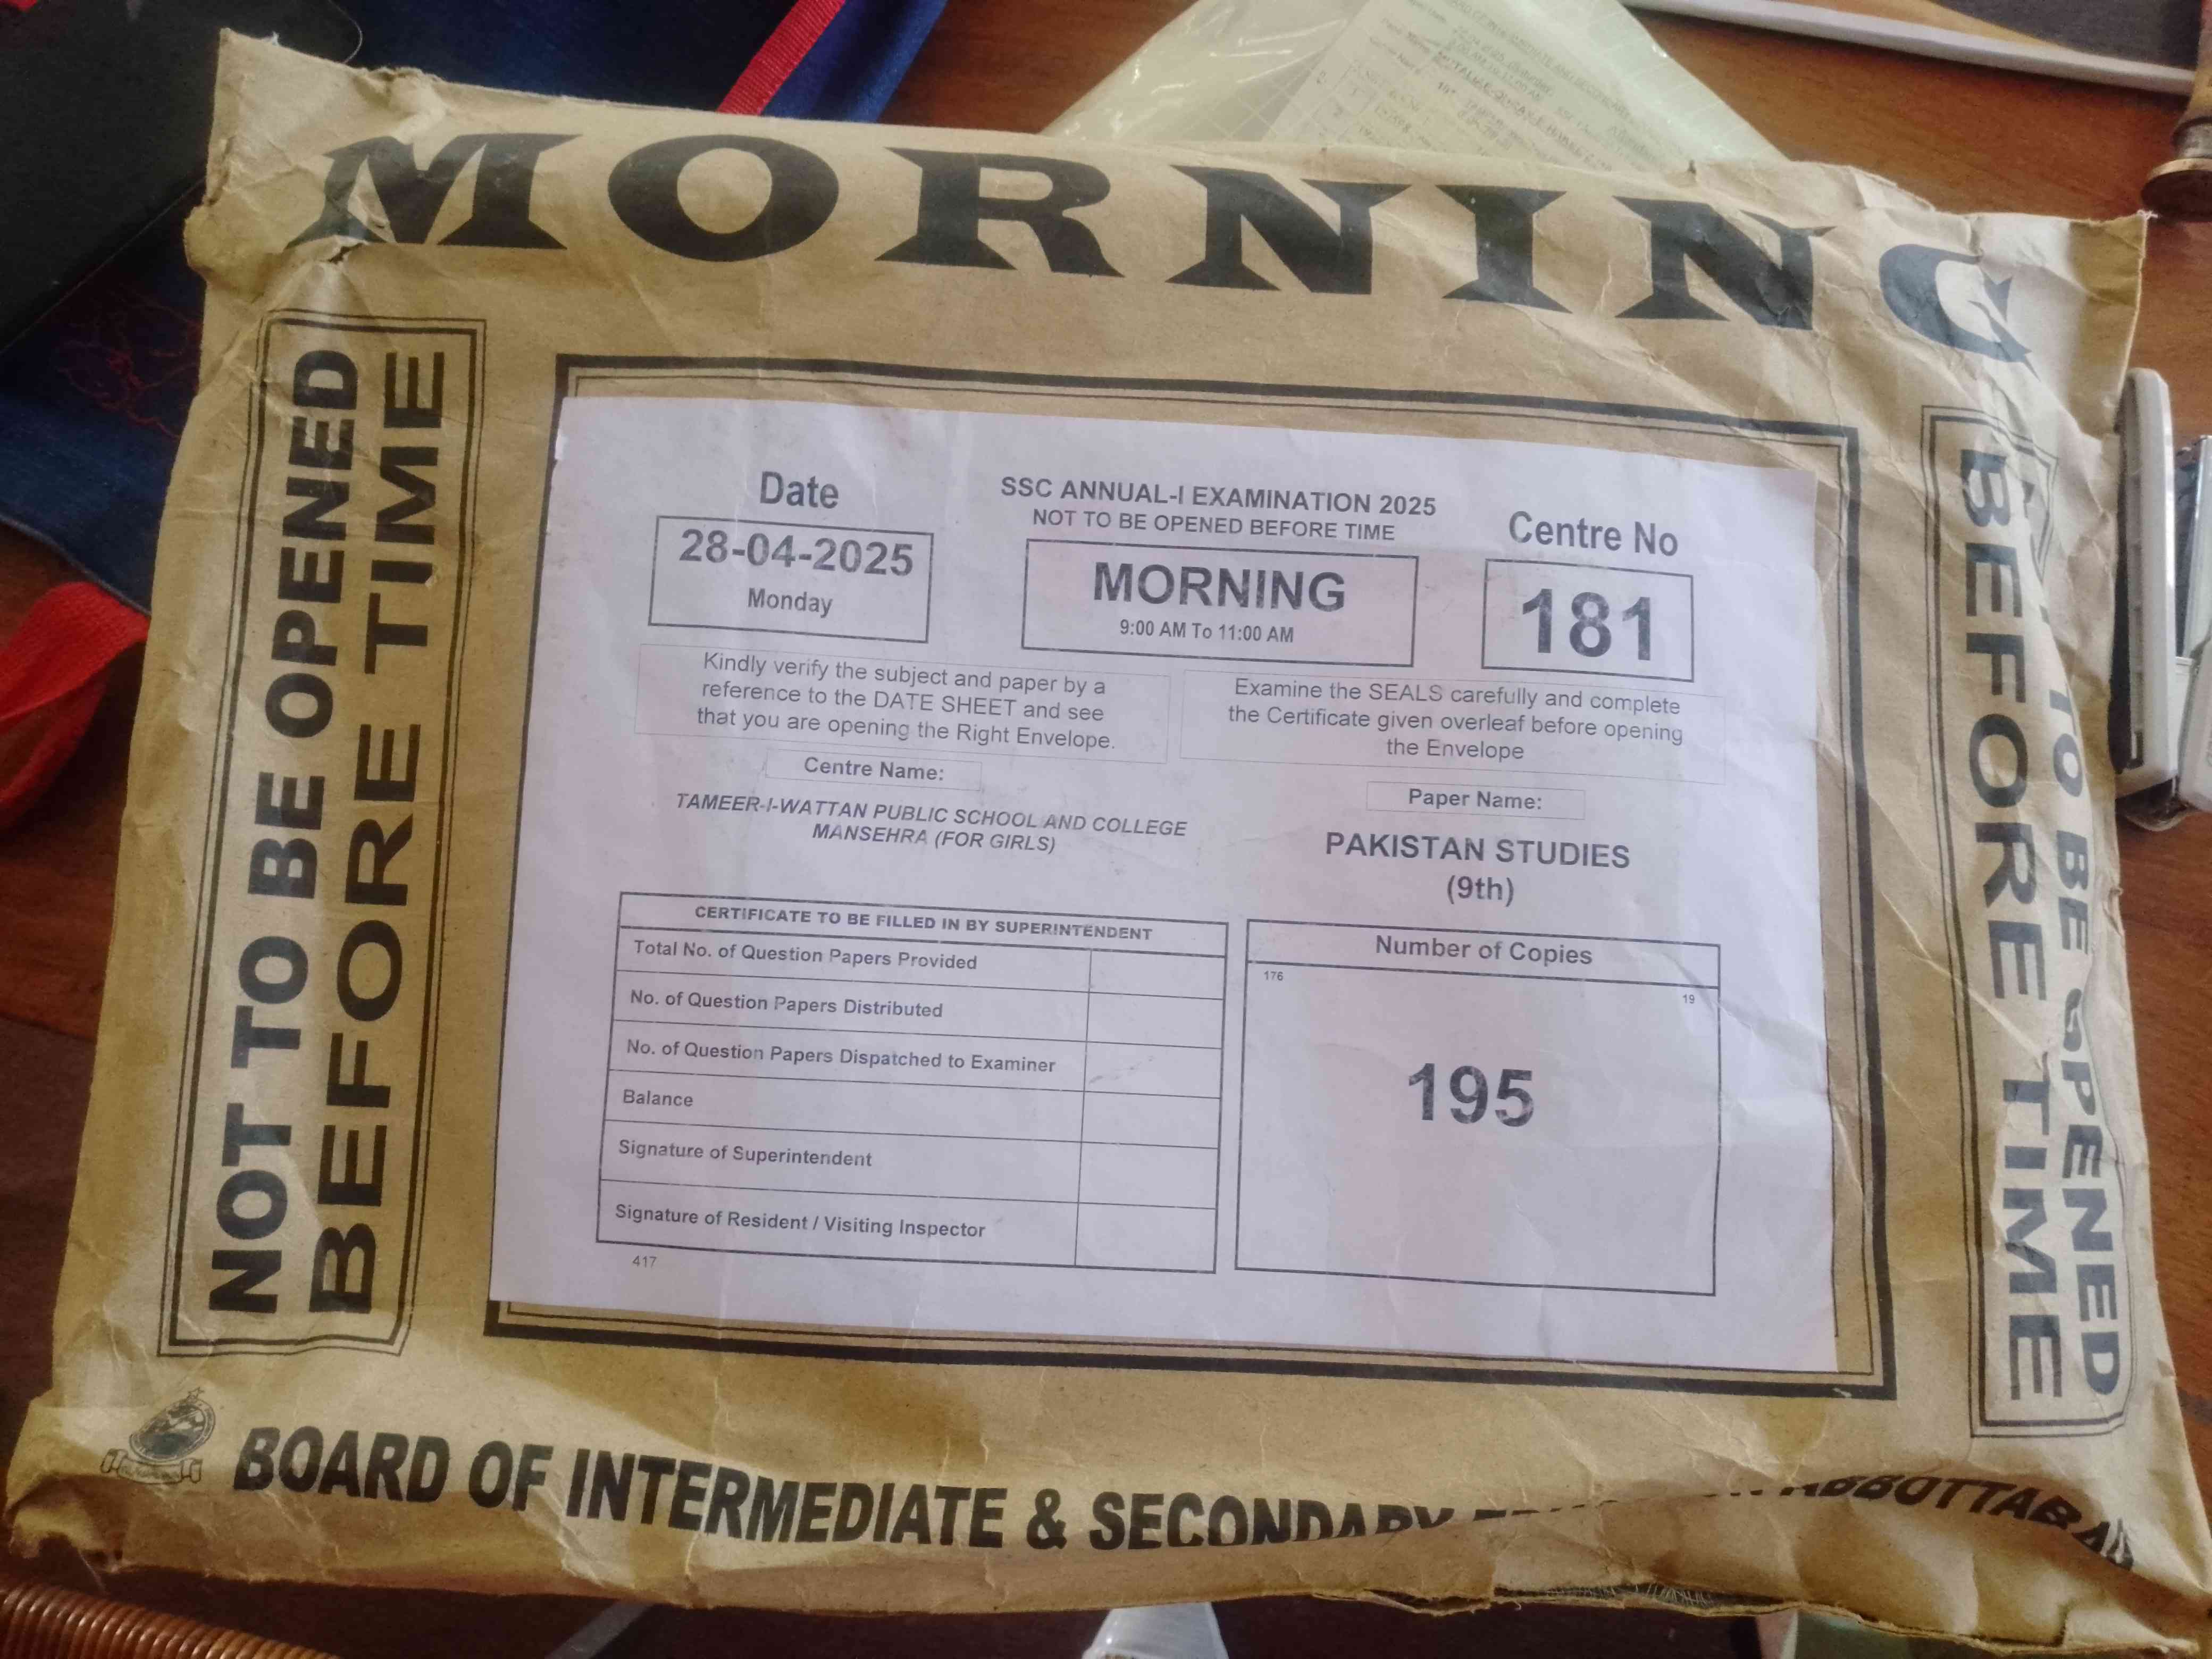 MORNING
NOT TO BE OPENED
BEFORE TIME
Date
28-04-2025
Monday
SSC ANNUAL-I EXAMINATION 2025
NOT TO BE OPENED BEFORE TIME
MORNING
9:00 AM To 11:00 AM
Centre No
181
Kindly verify the subject and paper by a
reference to the DATE SHEET and see
that you are opening the Right Envelope.
Examine the SEALS carefully and complete
the Certificate given overleaf before opening
the Envelope
Centre Name:
TAMEER-I-WATTAN PUBLIC SCHOOL AND COLLEGE
MANSEHRA (FOR GIRLS)
Paper Name:
PAKISTAN STUDIES
(9th)
CERTIFICATE TO BE FILLED IN BY SUPERINTENDENT
Total No. of Question Papers Provided
No. of Question Papers Distributed
No. of Question Papers Dispatched to Examiner
Balance
Signature of Superintendent
Signature of Resident / Visiting Inspector
417
Number of Copies
176
19
195
TO BE OPENED
BEFORE TIME
BOARD OF INTERMEDIATE & SECONDARY ABBOTTABAD